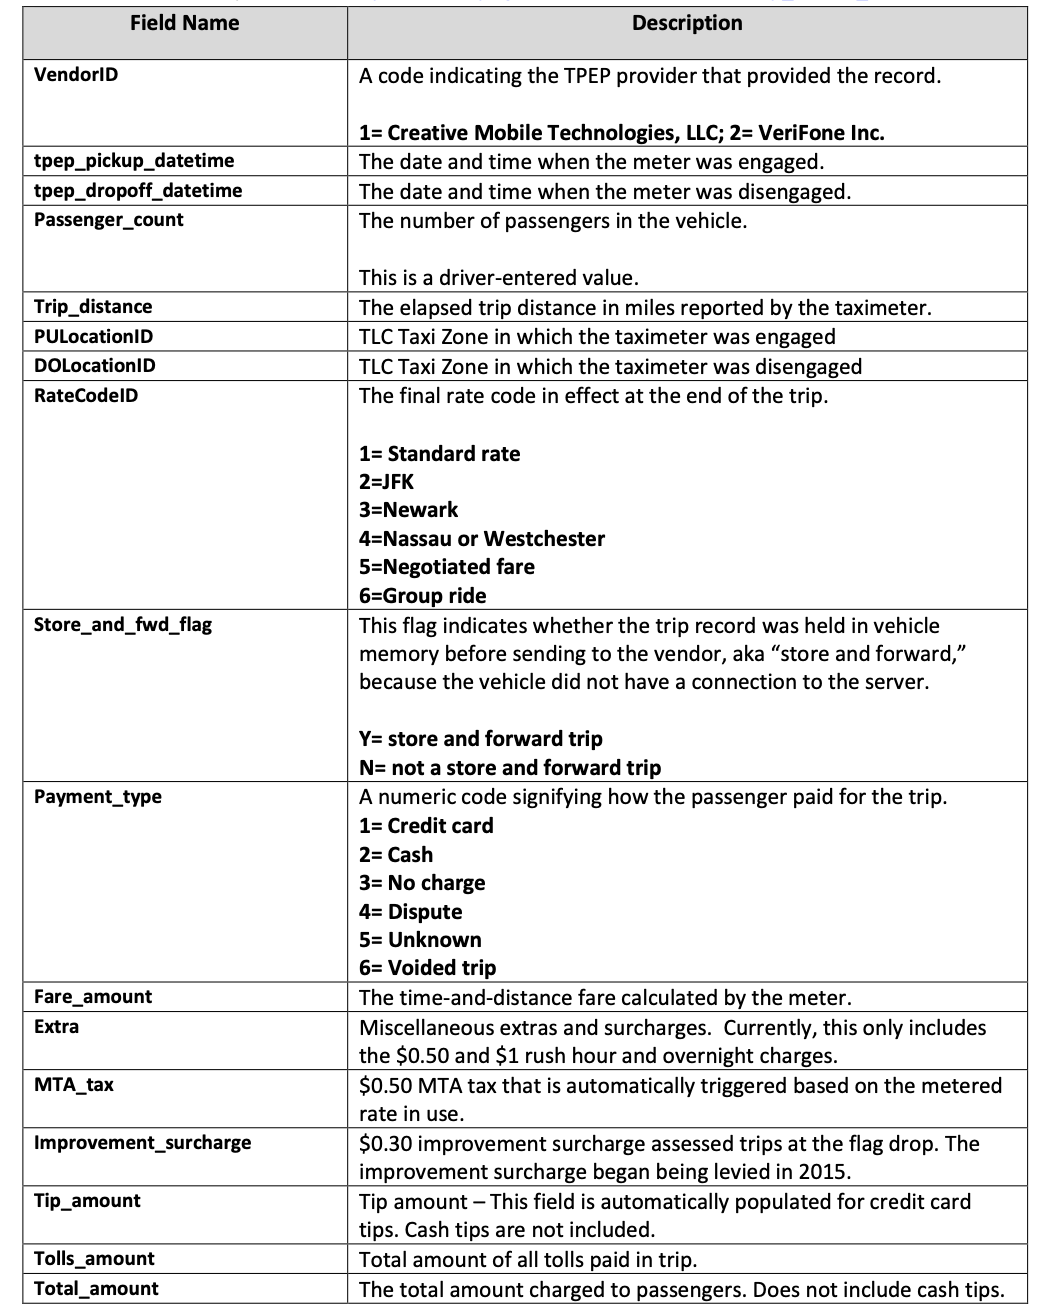 Field Name
Description
VendorID
A code indicating the TPEP provider that provided the record.
1= Creative Mobile Technologies, LLC; 2= VeriFone Inc.
tpep_pickup_datetime
The date and time when the meter was engaged.
tpep_dropoff_datetime
The date and time when the meter was disengaged.
Passenger_count
The number of passengers in the vehicle.
This is a driver-entered value.
Trip_distance
The elapsed trip distance in miles reported by the taximeter.
PULocationID
TLC Taxi Zone in which the taximeter was engaged
DOLocationID
TLC Taxi Zone in which the taximeter was disengaged
RateCodeID
The final rate code in effect at the end of the trip.
1= Standard rate
2=JFK
3=Newark
4=Nassau or Westchester
5=Negotiated fare
6=Group ride
Store_and_fwd_flag
This flag indicates whether the trip record was held in vehicle
memory before sending to the vendor, aka “store and forward,”
because the vehicle did not have a connection to the server.
Y= store and forward trip
N= not a store and forward trip
Payment_type
A numeric code signifying how the passenger paid for the trip.
1= Credit card
2= Cash
3= No charge
4= Dispute
5= Unknown
6= Voided trip
Fare_amount
The time-and-distance fare calculated by the meter.
Extra
Miscellaneous extras and surcharges.  Currently, this only includes
the $0.50 and $1 rush hour and overnight charges.
MTA_tax
$0.50 MTA tax that is automatically triggered based on the metered
rate in use.
Improvement_surcharge
$0.30 improvement surcharge assessed trips at the flag drop. The
improvement surcharge began being levied in 2015.
Tip_amount
Tip amount – This field is automatically populated for credit card
tips. Cash tips are not included.
Tolls_amount
Total amount of all tolls paid in trip.
Total_amount
The total amount charged to passengers. Does not include cash tips.